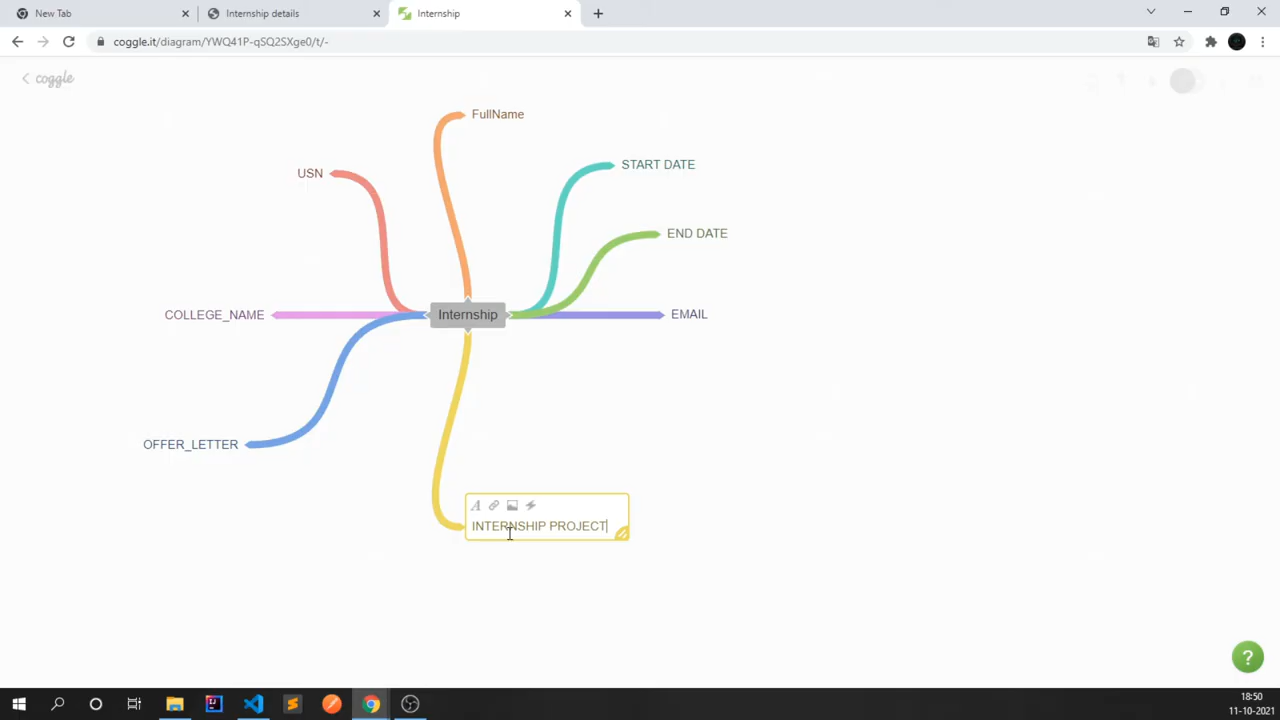 New Tab
Internship details
Internship
coggle.it/diagram/YWQ41P-qSQ2SXge0/t/-
coggle
FullName
USN
START DATE
END DATE
COLLEGE_NAME
Internship
EMAIL
OFFER_LETTER
INTERNSHIP PROJECT
?
18:50
11-10-2021